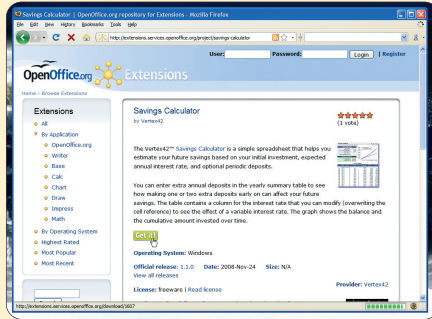 Savings Calculator | OpenOffice.org repository for Extensions - Mozilla Firefox
File Edit View History Bookmarks Tools Help
http://extensions.services.openoffice.org/project/savings-calculator
User: Password: Login | Register
OpenOffice.org Extensions
Home › Browse Extensions
Extensions
All
By Application
OpenOffice.org
Writer
Base
Calc
Chart
Draw
Impress
Math
By Operating System
Highest Rated
Most Popular
Most Recent
Savings Calculator
by Vertex42
(1 vote)
The Vertex42™ Savings Calculator is a simple spreadsheet that helps you
estimate your future savings based on your initial investment, expected
annual interest rate, and optional periodic deposits.
You can enter extra annual deposits in the yearly summary table to see
how making one or two extra deposits early on can affect your future
savings. The table contains a column for the interest rate that you can modify (overwriting the
cell reference) to see the effect of a variable interest rate. The graph shows the balance and
the cumulative amount invested over time.
Get it!
Operating System: Windows
Official release: 1.1.0 Date: 2008-Nov-24 Size: N/A
View all releases
Provider: Vertex42
License: freeware | Read license
http://extensions.services.openoffice.org/download/1837